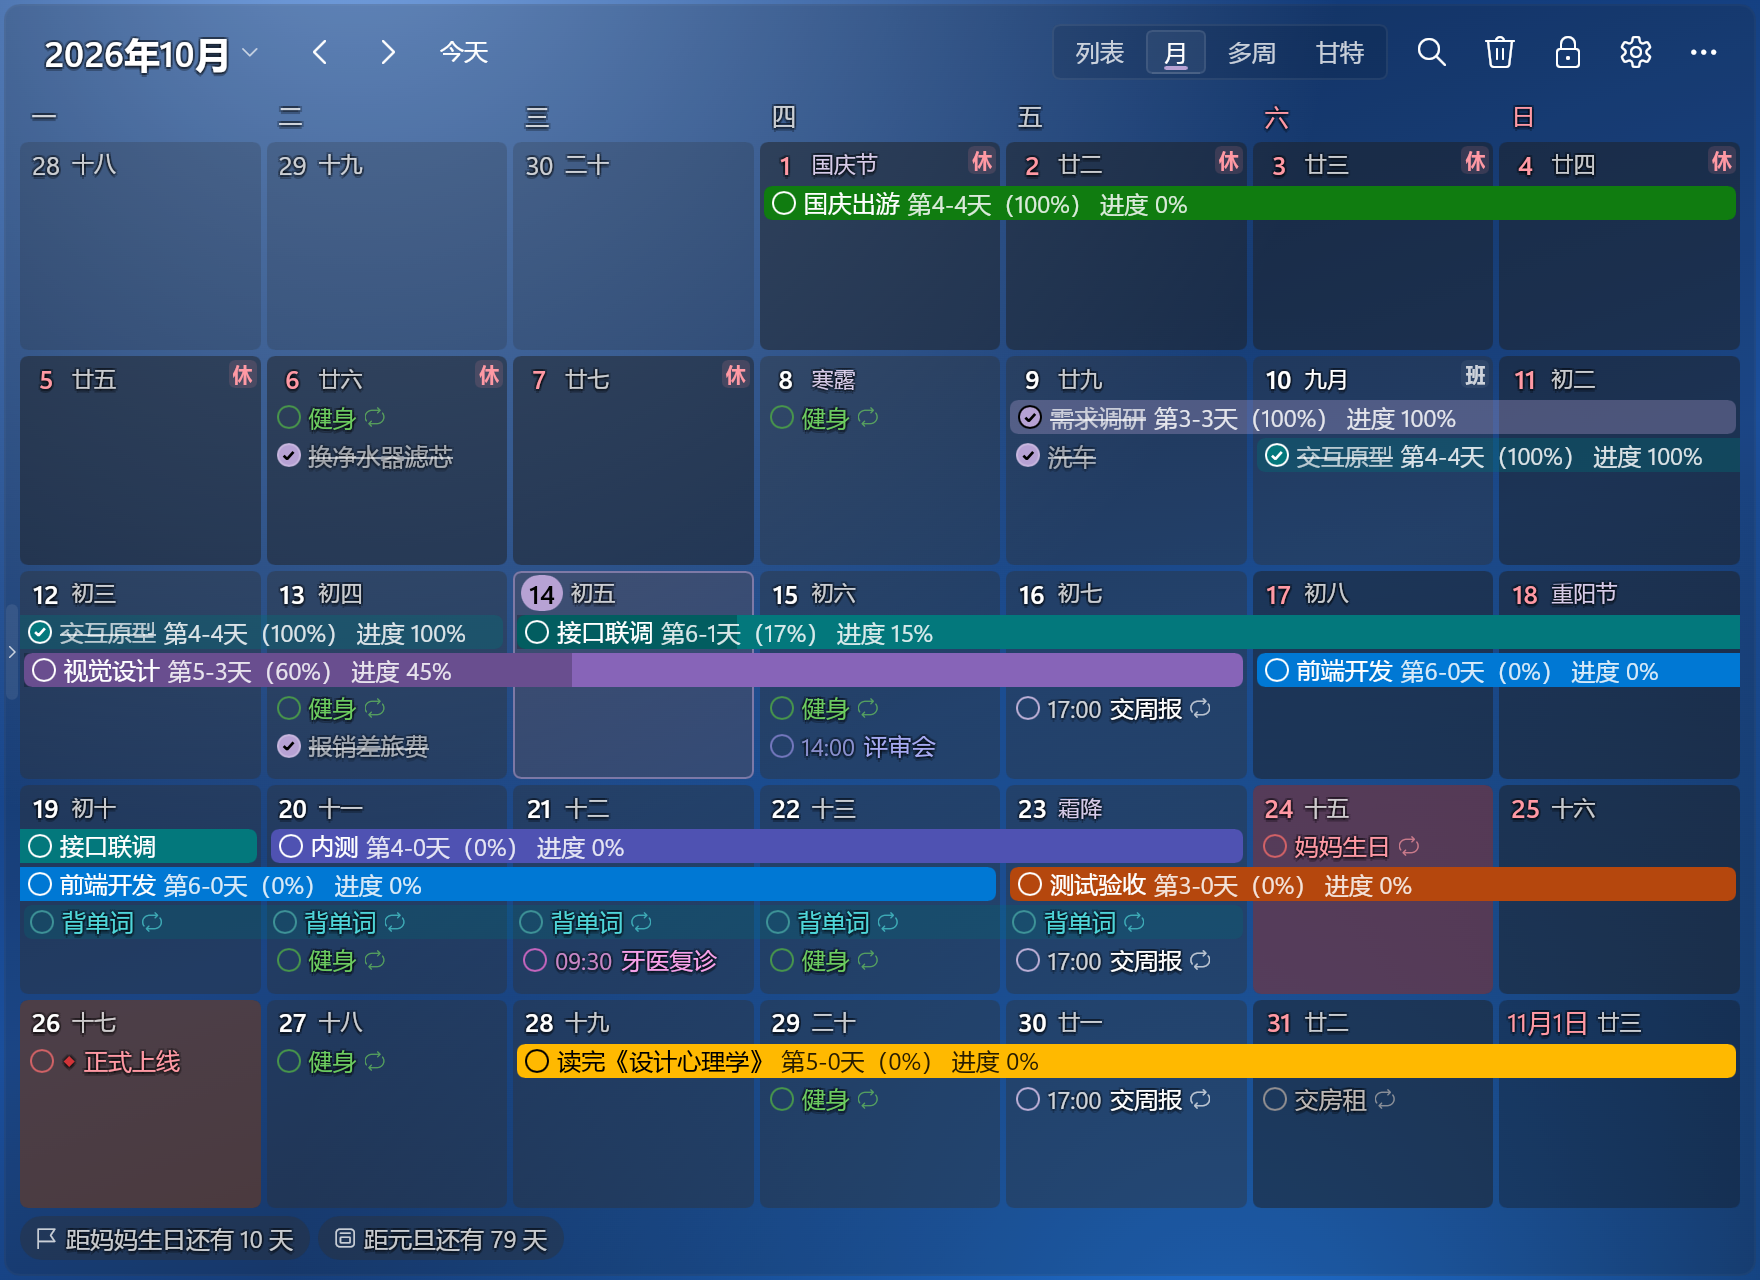 2026年10月 今天 列表 月 多周 甘特
一 二 三 四 五 六 日
28 十八 29 十九 30 二十 1 国庆节 休 2 廿二 休 3 廿三 休 4 廿四 休
国庆出游 第4-4天（100%） 进度 0%
5 廿五 休 6 廿六 休 7 廿七 休 8 寒露 9 廿九 10 九月 班 11 初二
健身 健身 需求调研 第3-3天（100%） 进度 100%
换净水器滤芯 洗车 交互原型 第4-4天（100%） 进度 100%
12 初三 13 初四 14 初五 15 初六 16 初七 17 初八 18 重阳节
交互原型 第4-4天（100%） 进度 100% 接口联调 第6-1天（17%） 进度 15%
视觉设计 第5-3天（60%） 进度 45% 前端开发 第6-0天（0%） 进度 0%
健身 健身 17:00 交周报
报销差旅费 14:00 评审会
19 初十 20 十一 21 十二 22 十三 23 霜降 24 十五 25 十六
接口联调 内测 第4-0天（0%） 进度 0% 妈妈生日
前端开发 第6-0天（0%） 进度 0% 测试验收 第3-0天（0%） 进度 0%
背单词 背单词 背单词 背单词 背单词
健身 09:30 牙医复诊 健身 17:00 交周报
26 十七 27 十八 28 十九 29 二十 30 廿一 31 廿二 11月1日 廿三
正式上线 健身 读完《设计心理学》 第5-0天（0%） 进度 0%
健身 17:00 交周报 交房租
距妈妈生日还有 10 天 距元旦还有 79 天